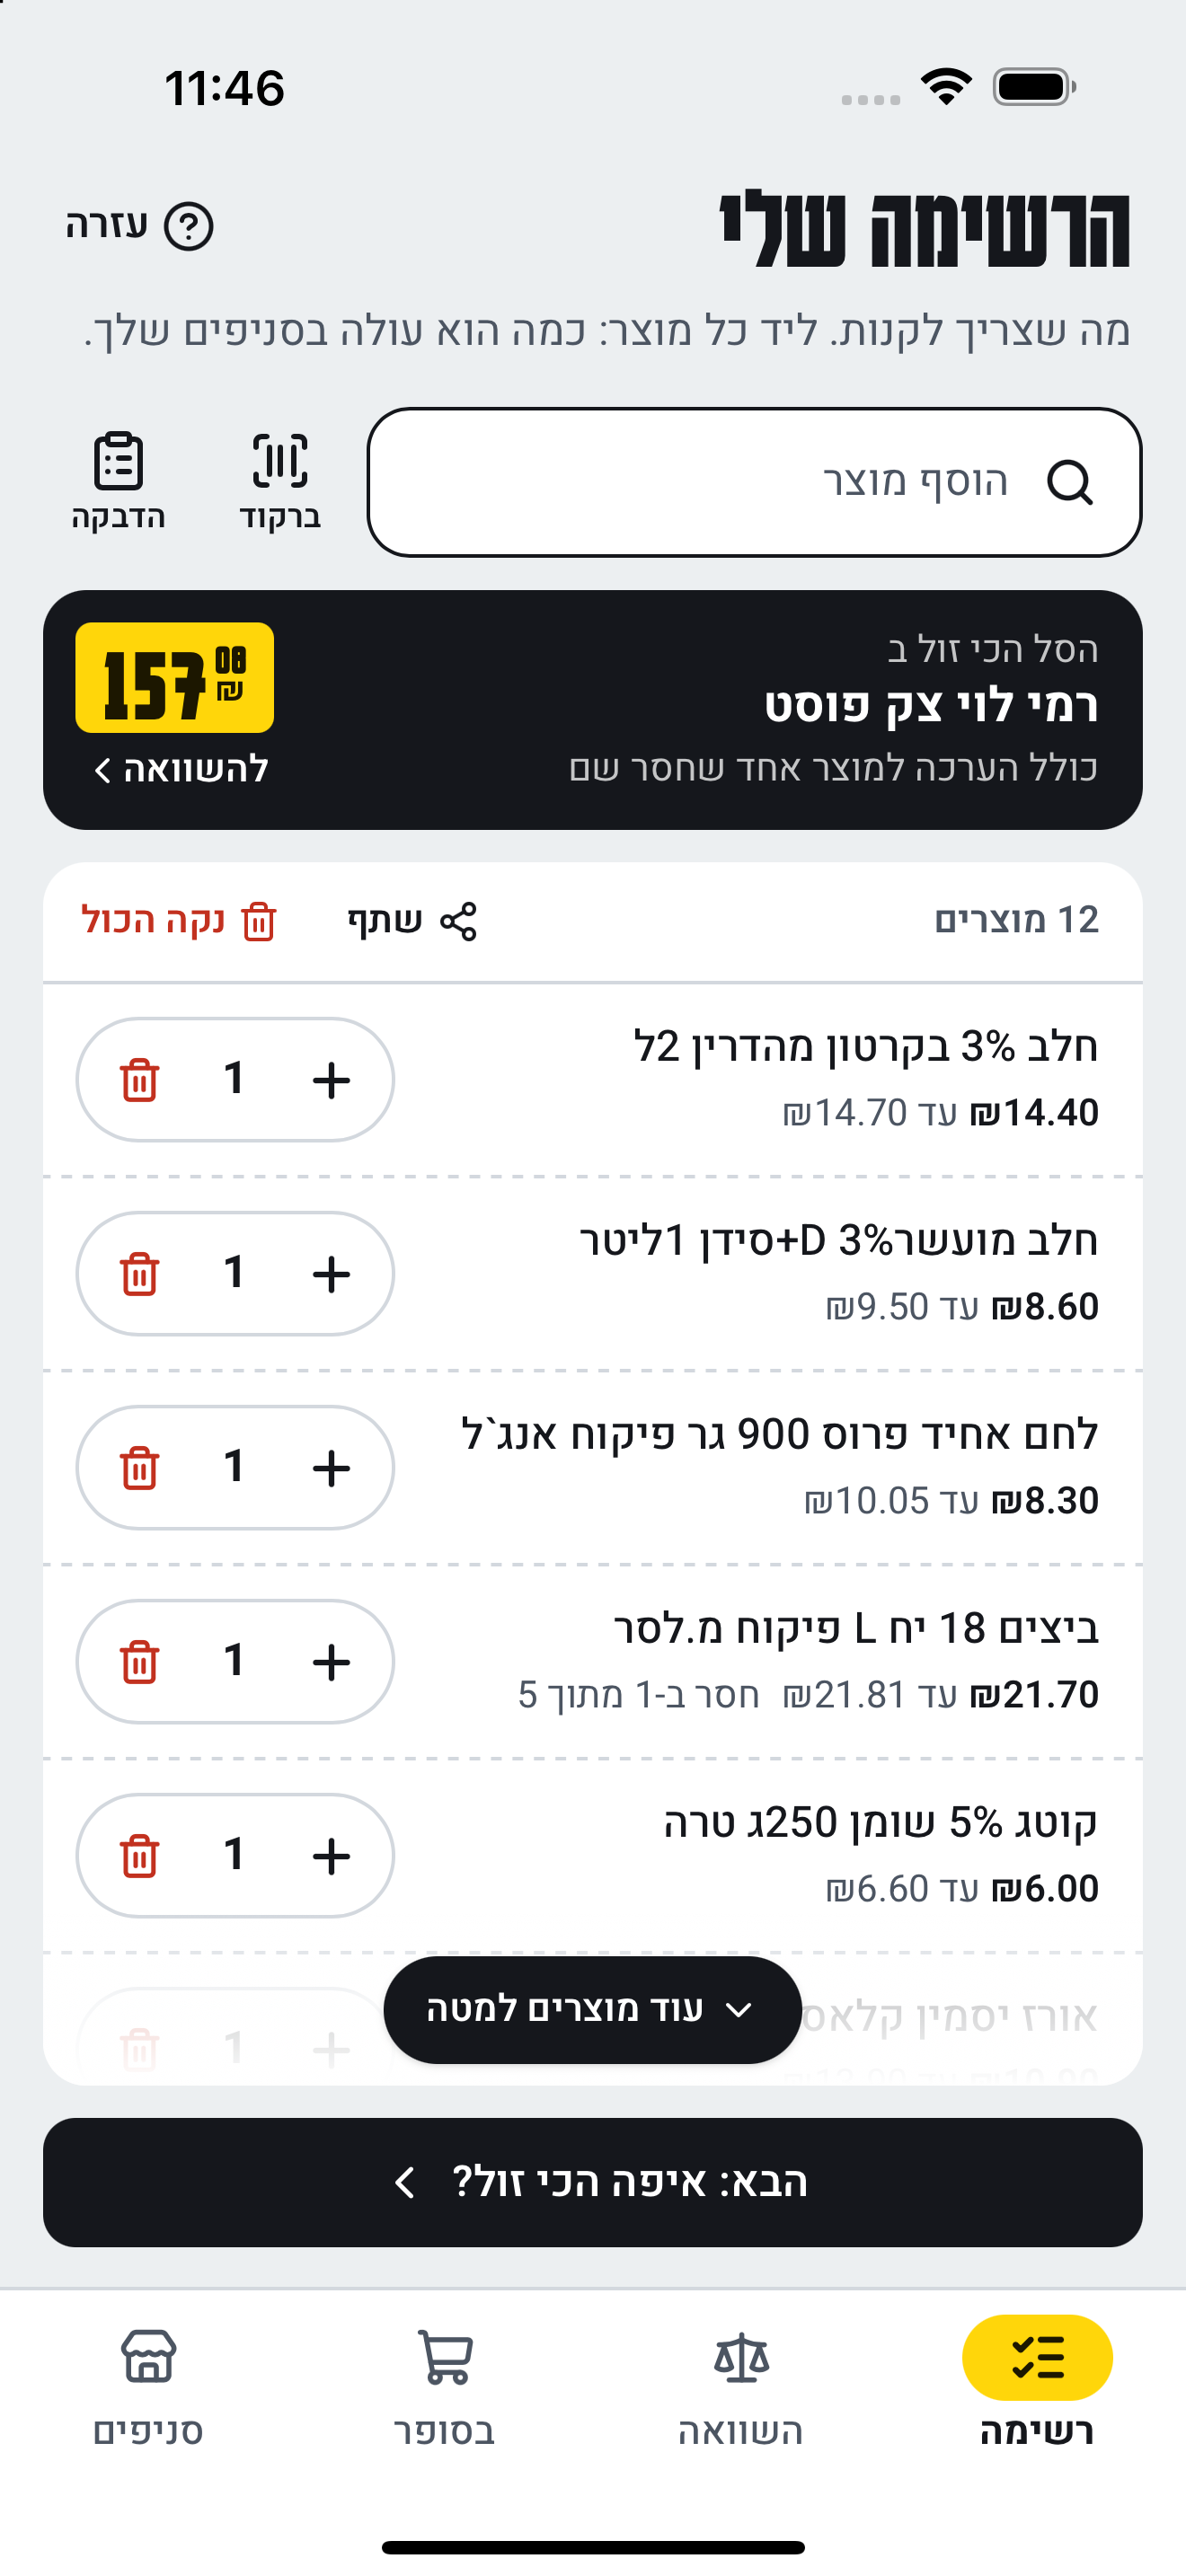 11:46
הרשימה שלי
עזרה
מה שצריך לקנות. ליד כל מוצר: כמה הוא עולה בסניפים שלך.
הוסף מוצר
ברקוד
הדבקה
הסל הכי זול ב
רמי לוי צק פוסט
כולל הערכה למוצר אחד שחסר שם
157 08 ₪
להשוואה
12 מוצרים
שתף
נקה הכול
חלב 3% בקרטון מהדרין 2ל
₪14.40 עד ₪14.70
1
חלב מועשר3% D+סידן 1ליטר
₪8.60 עד ₪9.50
1
לחם אחיד פרוס 900 גר פיקוח אנג`ל
₪8.30 עד ₪10.05
1
ביצים 18 יח L פיקוח מ.לסר
₪21.70 עד ₪21.81 חסר ב-1 מתוך 5
1
קוטג 5% שומן 250ג טרה
₪6.00 עד ₪6.60
1
אורז יסמין קלאס
1
עוד מוצרים למטה
הבא: איפה הכי זול?
רשימה
השוואה
בסופר
סניפים